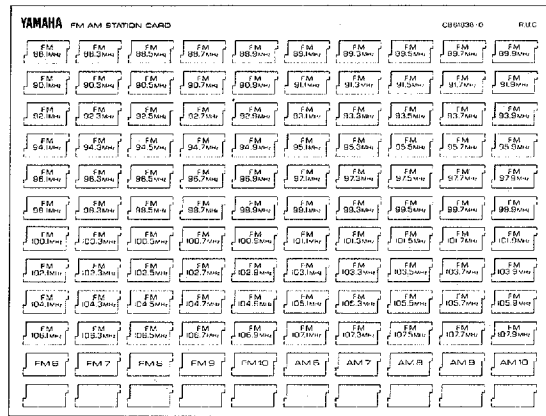 YAMAHA FM AM STATION CARD CB61036-0 R.U.C
FM FM FM FM FM FM FM FM FM FM
88.1MHz 88.3MHz 88.5MHz 88.7MHz 88.9MHz 89.1MHz 89.3MHz 89.5MHz 89.7MHz 89.9MHz
FM FM FM FM FM FM FM FM FM FM
90.1MHz 90.3MHz 90.5MHz 90.7MHz 90.9MHz 91.1MHz 91.3MHz 91.5MHz 91.7MHz 91.9MHz
FM FM FM FM FM FM FM FM FM FM
92.1MHz 92.3MHz 92.5MHz 92.7MHz 92.9MHz 93.1MHz 93.3MHz 93.5MHz 93.7MHz 93.9MHz
FM FM FM FM FM FM FM FM FM FM
94.1MHz 94.3MHz 94.5MHz 94.7MHz 94.9MHz 95.1MHz 95.3MHz 95.5MHz 95.7MHz 95.9MHz
FM FM FM FM FM FM FM FM FM FM
96.1MHz 96.3MHz 96.5MHz 96.7MHz 96.9MHz 97.1MHz 97.3MHz 97.5MHz 97.7MHz 97.9MHz
FM FM FM FM FM FM FM FM FM FM
98.1MHz 98.3MHz 98.5MHz 98.7MHz 98.9MHz 99.1MHz 99.3MHz 99.5MHz 99.7MHz 99.9MHz
FM FM FM FM FM FM FM FM FM FM
100.1MHz 100.3MHz 100.5MHz 100.7MHz 100.9MHz 101.1MHz 101.3MHz 101.5MHz 101.7MHz 101.9MHz
FM FM FM FM FM FM FM FM FM FM
102.1MHz 102.3MHz 102.5MHz 102.7MHz 102.9MHz 103.1MHz 103.3MHz 103.5MHz 103.7MHz 103.9MHz
FM FM FM FM FM FM FM FM FM FM
104.1MHz 104.3MHz 104.5MHz 104.7MHz 104.9MHz 105.1MHz 105.3MHz 105.5MHz 105.7MHz 105.9MHz
FM FM FM FM FM FM FM FM FM FM
106.1MHz 106.3MHz 106.5MHz 106.7MHz 106.9MHz 107.1MHz 107.3MHz 107.5MHz 107.7MHz 107.9MHz
FM 6 FM 7 FM 8 FM 9 FM 10 AM 6 AM 7 AM 8 AM 9 AM 10